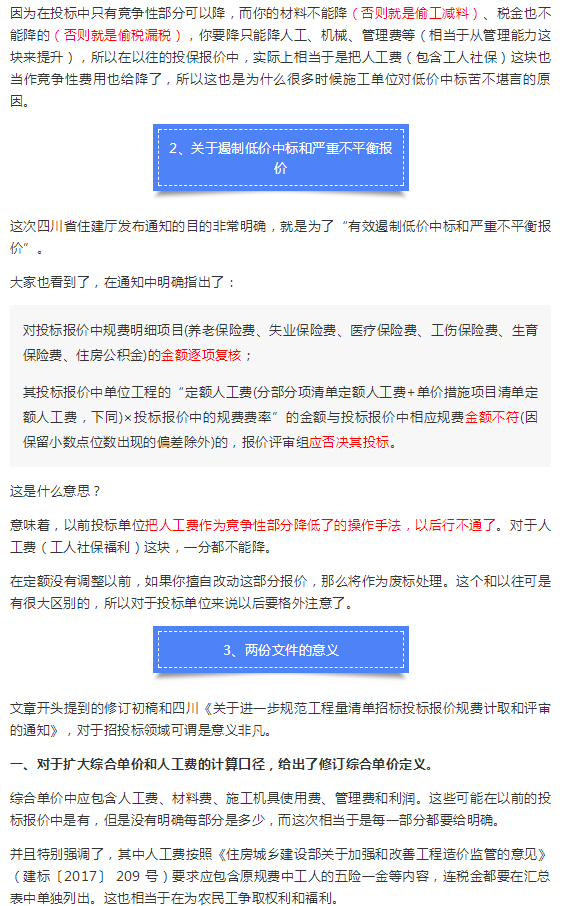 因为在投标中只有竞争性部分可以降，而你的材料不能降（否则就是偷工减料）、税金也不
能降的（否则就是偷税漏税），你要降只能降人工、机械、管理费等（相当于从管理能力这
块来提升），所以在以往的投保报价中，实际上相当于是把人工费（包含工人社保）这块也
当作竞争性费用也给降了，所以这也是为什么很多时候施工单位对低价中标苦不堪言的原
因。
2、关于遏制低价中标和严重不平衡报
价
这次四川省住建厅发布通知的目的非常明确，就是为了“有效遏制低价中标和严重不平衡报
价”。
大家也看到了，在通知中明确指出了：
对投标报价中规费明细项目(养老保险费、失业保险费、医疗保险费、工伤保险费、生育
保险费、住房公积金)的金额逐项复核；
其投标报价中单位工程的“定额人工费(分部分项清单定额人工费+单价措施项目清单定
额人工费，下同)×投标报价中的规费费率”的金额与投标报价中相应规费金额不符(因
保留小数点位数出现的偏差除外)的，报价评审组应否决其投标。
这是什么意思？
意味着，以前投标单位把人工费作为竞争性部分降低了的操作手法，以后行不通了。对于人
工费（工人社保福利）这块，一分都不能降。
在定额没有调整以前，如果你擅自改动这部分报价，那么将作为废标处理。这个和以往可是
有很大区别的，所以对于投标单位来说以后要格外注意了。
3、两份文件的意义
文章开头提到的修订初稿和四川《关于进一步规范工程量清单招标投标报价规费计取和评审
的通知》，对于招投标领域可谓是意义非凡。
一、对于扩大综合单价和人工费的计算口径，给出了修订综合单价定义。
综合单价中应包含人工费、材料费、施工机具使用费、管理费和利润。这些可能在以前的投
标报价中是有，但是没有明确每部分是多少，而这次相当于是每一部分都要给明确。
并且特别强调了，其中人工费按照《住房城乡建设部关于加强和改善工程造价监管的意见》
（建标〔2017〕209 号）要求应包含原规费中工人的五险一金等内容，连税金都要在汇总
表中单独列出。这也相当于在为农民工争取权利和福利。